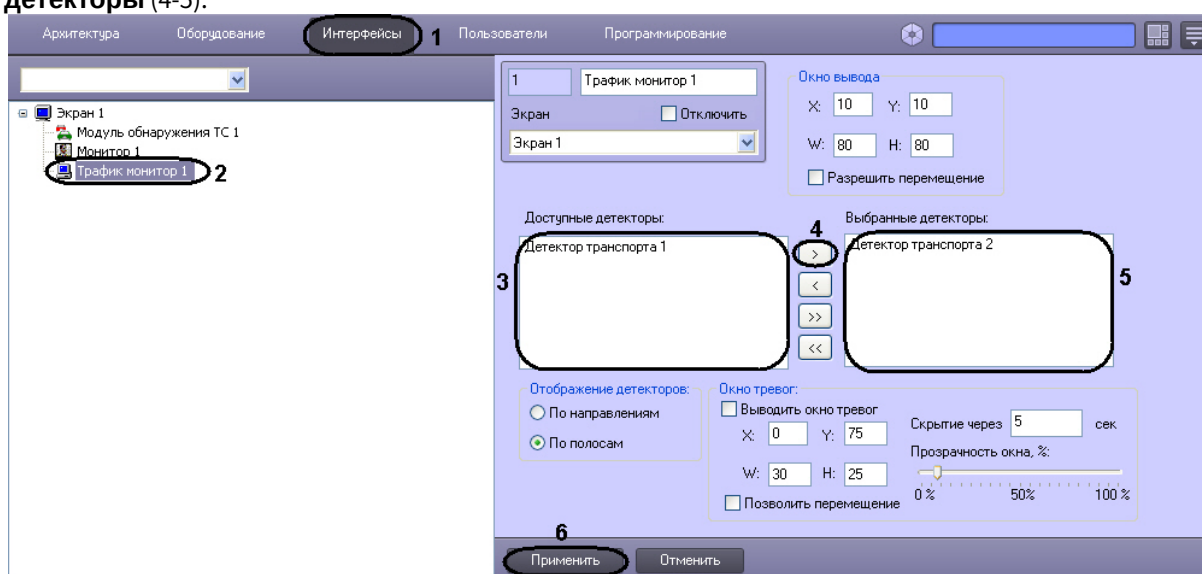 детекторы (4-5).
Архитектура Оборудование Интерфейсы 1 Пользователи Программирование
Экран 1
Модуль обнаружения ТС 1
Монитор 1
Трафик монитор 1 2
1 Трафик монитор 1
Экран Отключить
Экран 1
Окно вывода
X: 10 Y: 10
W: 80 H: 80
Разрешить перемещение
Доступные детекторы: 4 Выбранные детекторы:
Детектор транспорта 1 > Детектор транспорта 2
3 < 5
>>
<<
Отображение детекторов:
По направлениям
По полосам
Окно тревог:
Выводить окно тревог
X: 0 Y: 75
W: 30 H: 25
Позволить перемещение
Скрытие через 5 сек
Прозрачность окна, %:
0 % 50% 100 %
6
Применить Отменить